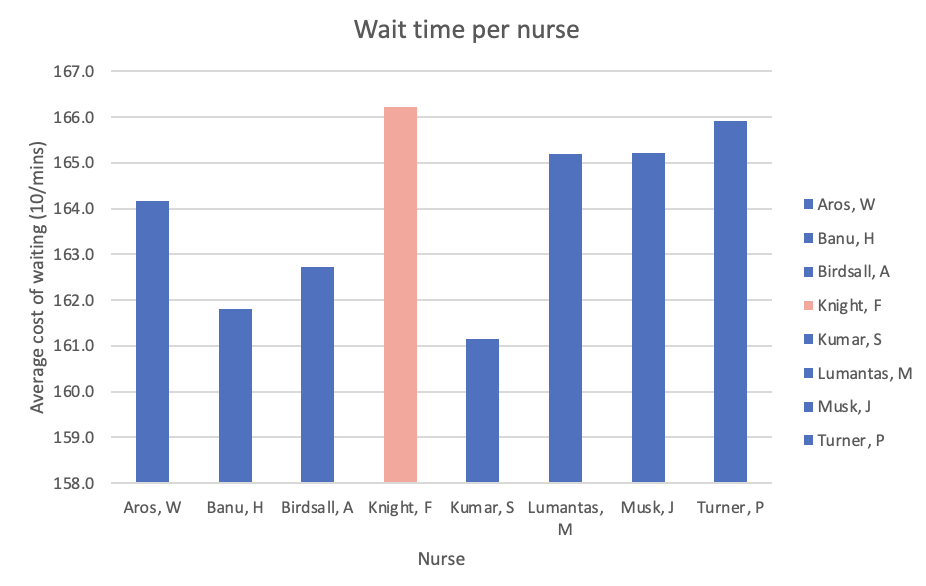 Wait time per nurse
Average cost of waiting (10/mins)
167.0
166.0
165.0
164.0
163.0
162.0
161.0
160.0
159.0
158.0
Aros, W
Banu, H
Birdsall, A
Knight, F
Kumar, S
Lumantas,
M
Musk, J
Turner, P
Nurse
Aros, W
Banu, H
Birdsall, A
Knight, F
Kumar, S
Lumantas, M
Musk, J
Turner, P